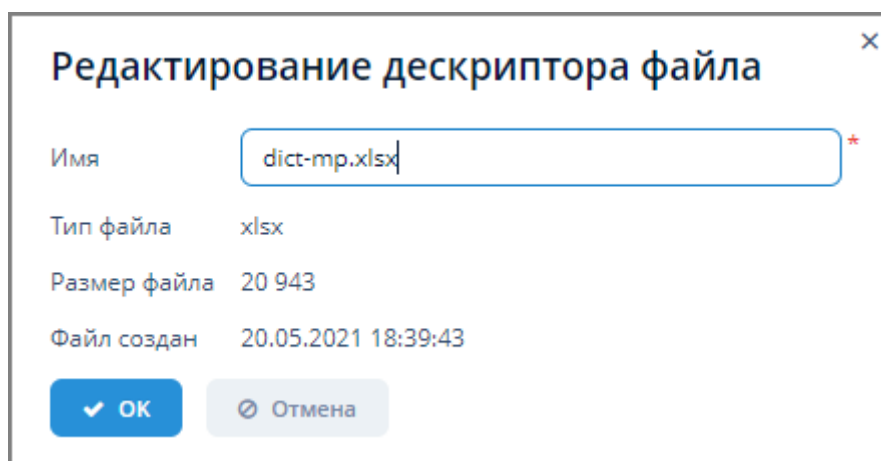 Редактирование дескриптора файла
Имя dict-mp.xlsx *
Тип файла xlsx
Размер файла 20 943
Файл создан 20.05.2021 18:39:43
ОК Отмена